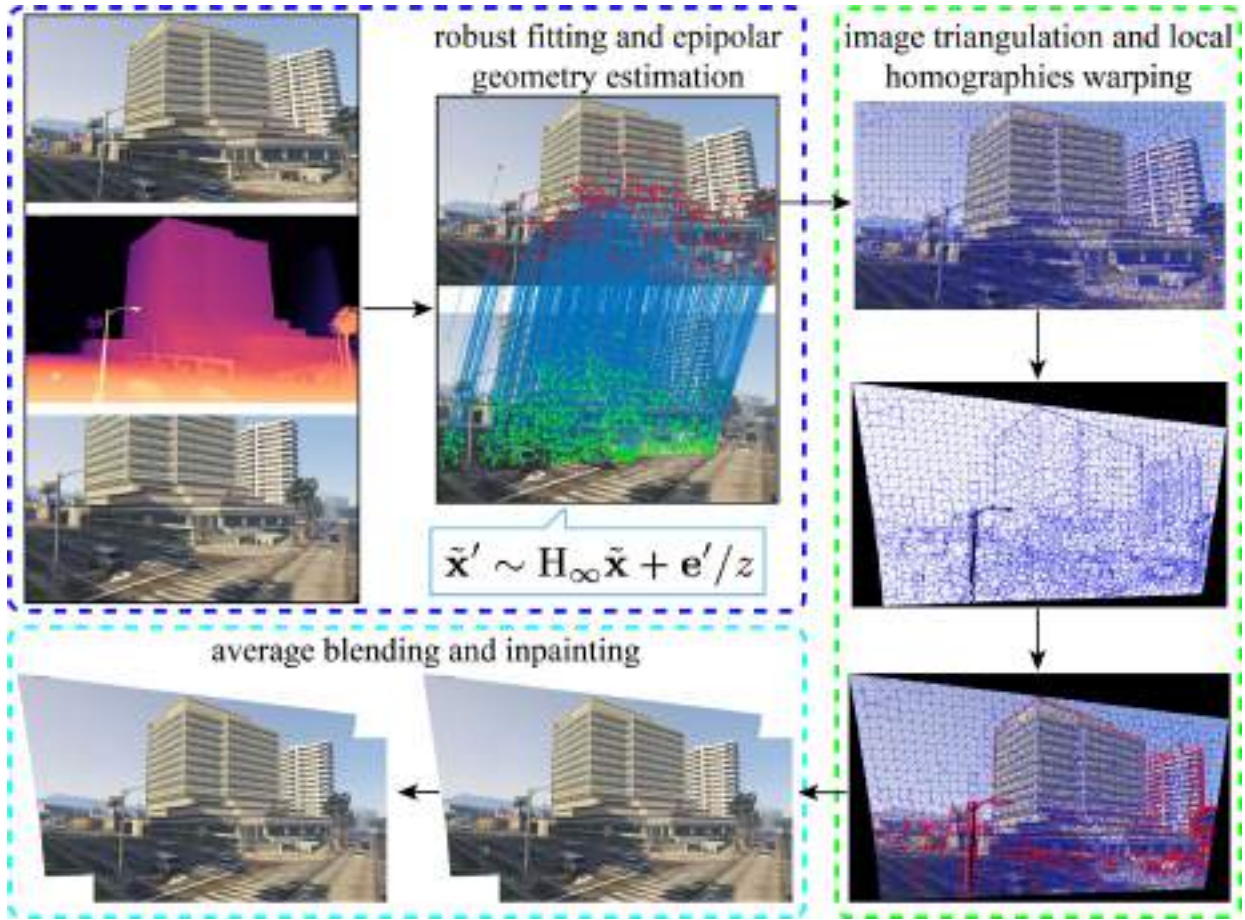 robust fitting and epipolar
geometry estimation
image triangulation and local
homographies warping
x̃′ ∼ H∞x̃ + e′/z
average blending and inpainting